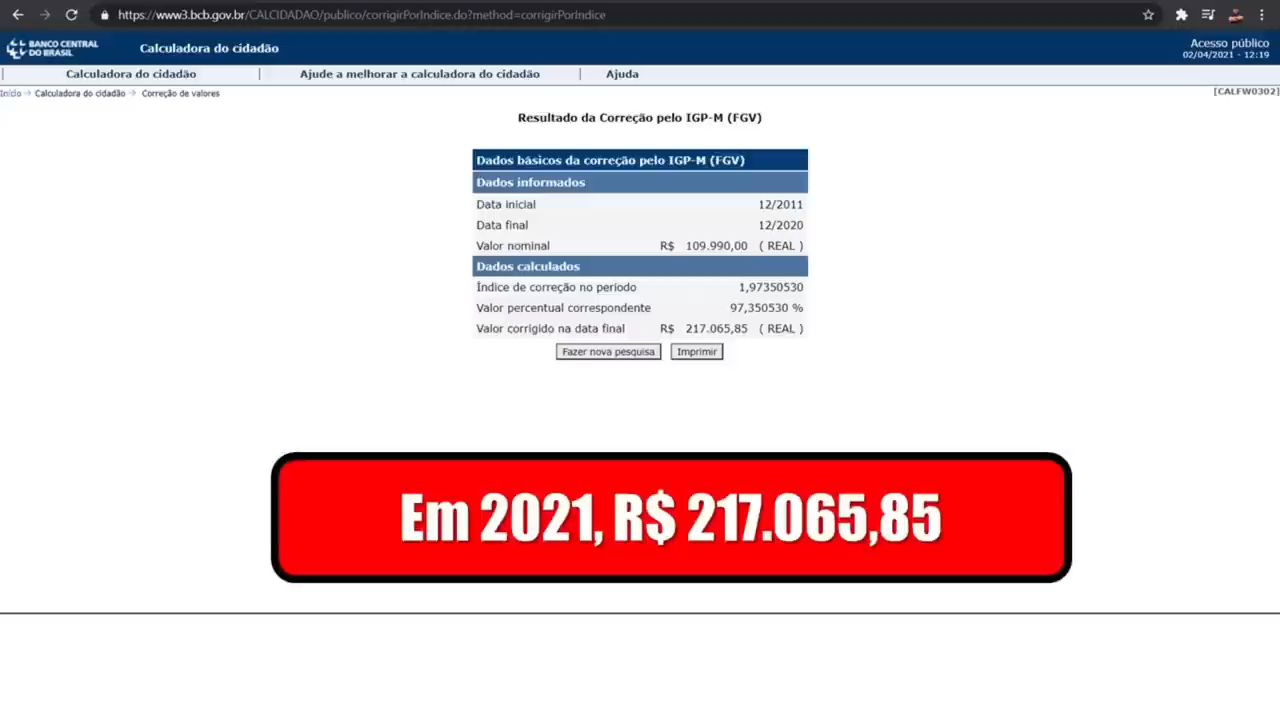 https://www3.bcb.gov.br/CALCIDADAO/publico/corrigirPorIndice.do?method=corrigirPorIndice
BANCO CENTRAL
DO BRASIL
Calculadora do cidadão
Acesso público
02/04/2021 - 12:19
Calculadora do cidadão | Ajude a melhorar a calculadora do cidadão | Ajuda
Início → Calculadora do cidadão → Correção de valores
[CALFW0302]
Resultado da Correção pelo IGP-M (FGV)
Dados básicos da correção pelo IGP-M (FGV)
Dados informados
Data inicial 12/2011
Data final 12/2020
Valor nominal R$ 109.990,00 ( REAL )
Dados calculados
Índice de correção no período 1,97350530
Valor percentual correspondente 97,350530 %
Valor corrigido na data final R$ 217.065,85 ( REAL )
Fazer nova pesquisa Imprimir
Em 2021, R$ 217.065,85